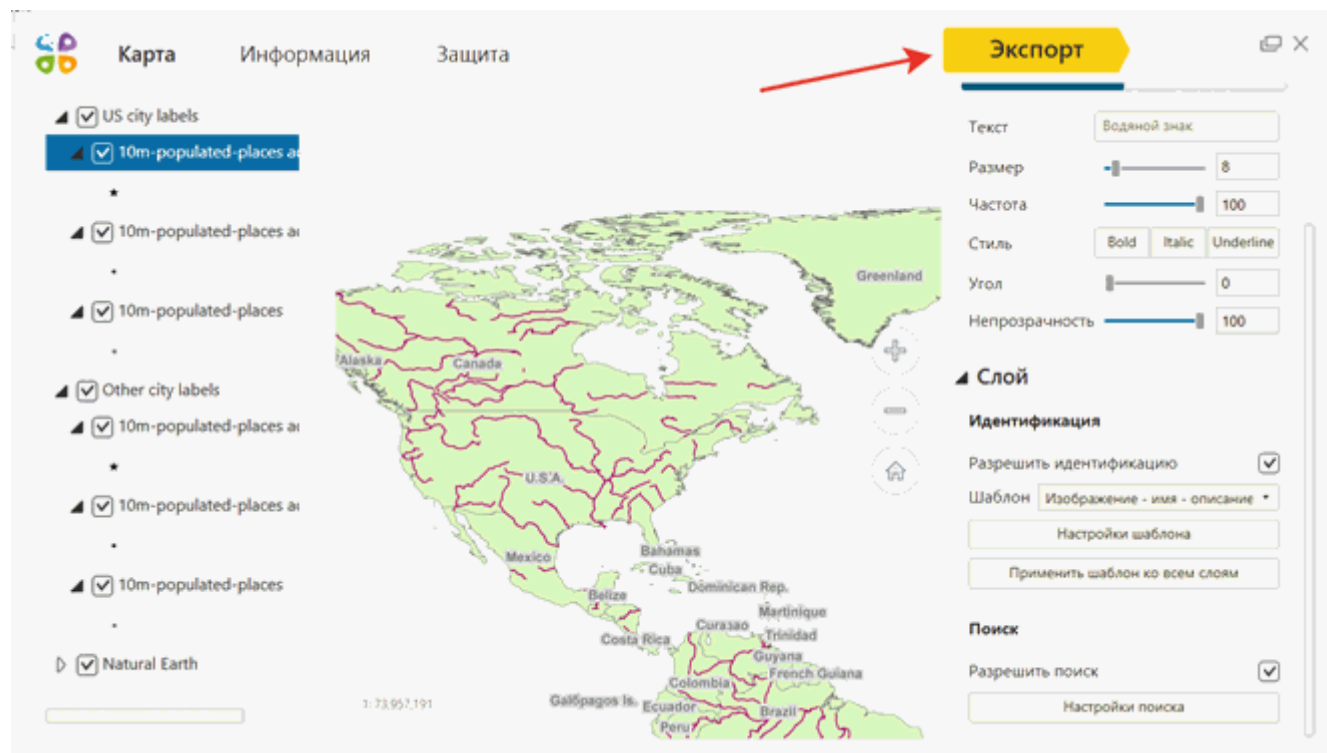 Карта Информация Защита Экспорт
US city labels
10m-populated-places
10m-populated-places
10m-populated-places
Other city labels
10m-populated-places
10m-populated-places
10m-populated-places
Natural Earth
Greenland
Alaska
Canada
U.S.A.
Mexico
Bahamas
Cuba
Dominican Rep.
Belize
Martinique
Curaзao
Trinidad
Costa Rica
Guyana
French Guiana
Colombia
Galбpagos Is.
Ecuador
Brazil
Peru
1: 73,957,191
Текст Водяной знак
Размер 8
Частота 100
Стиль Bold Italic Underline
Угол 0
Непрозрачность 100
Слой
Идентификация
Разрешить идентификацию
Шаблон Изображение - имя - описание
Настройки шаблона
Применить шаблон ко всем слоям
Поиск
Разрешить поиск
Настройки поиска